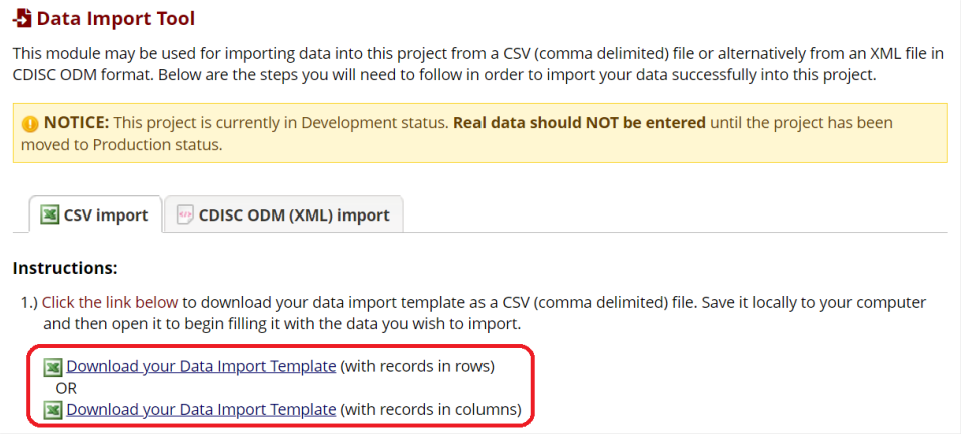 Data Import Tool
This module may be used for importing data into this project from a CSV (comma delimited) file or alternatively from an XML file in
CDISC ODM format. Below are the steps you will need to follow in order to import your data successfully into this project.
NOTICE: This project is currently in Development status. Real data should NOT be entered until the project has been
moved to Production status.
CSV import
CDISC ODM (XML) import
Instructions:
1.) Click the link below to download your data import template as a CSV (comma delimited) file. Save it locally to your computer
and then open it to begin filling it with the data you wish to import.
Download your Data Import Template (with records in rows)
OR
Download your Data Import Template (with records in columns)